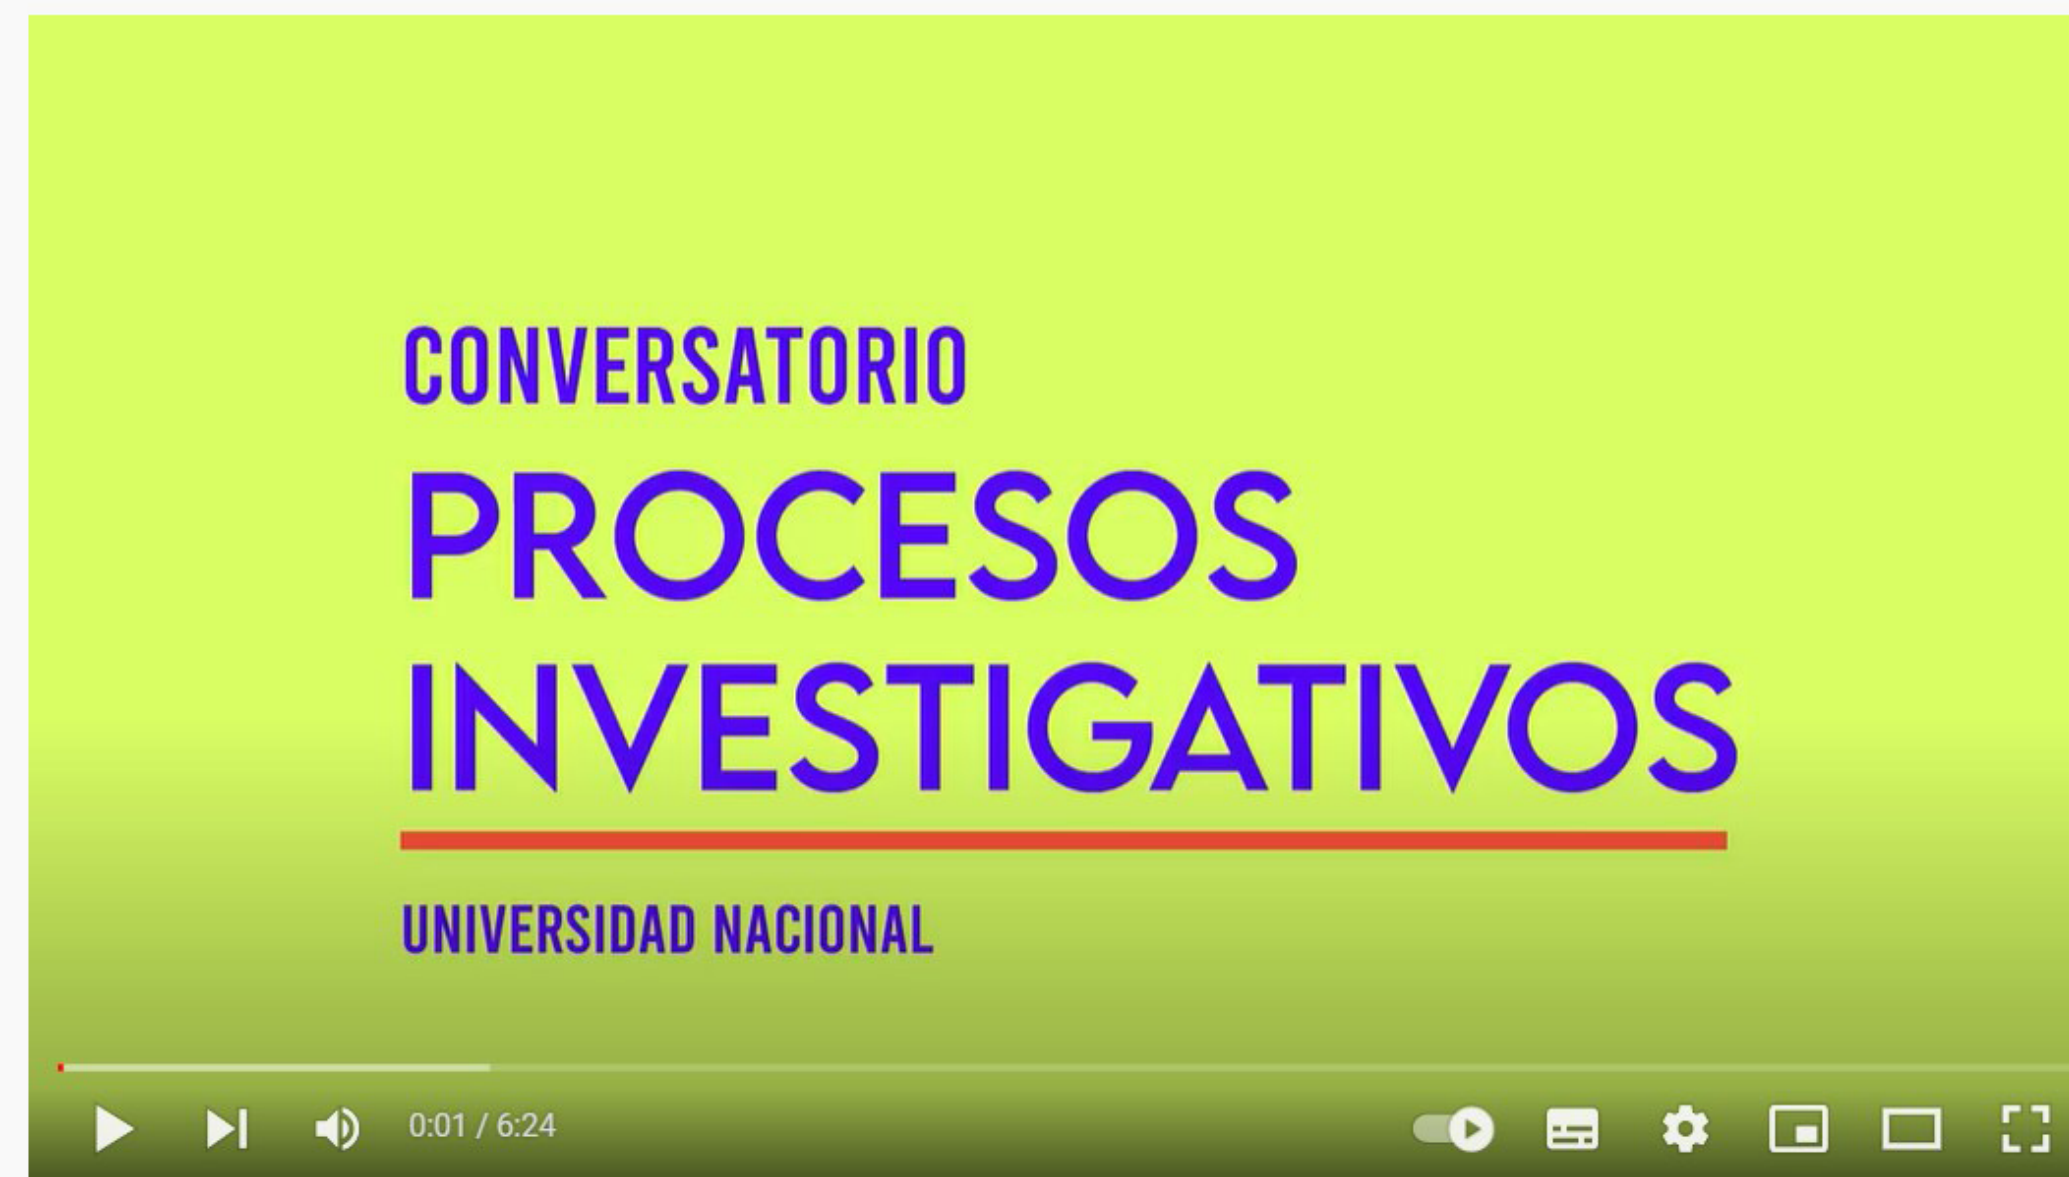 CONVERSATORIO
PROCESOS
INVESTIGATIVOS
UNIVERSIDAD NACIONAL
0:01 / 6:24